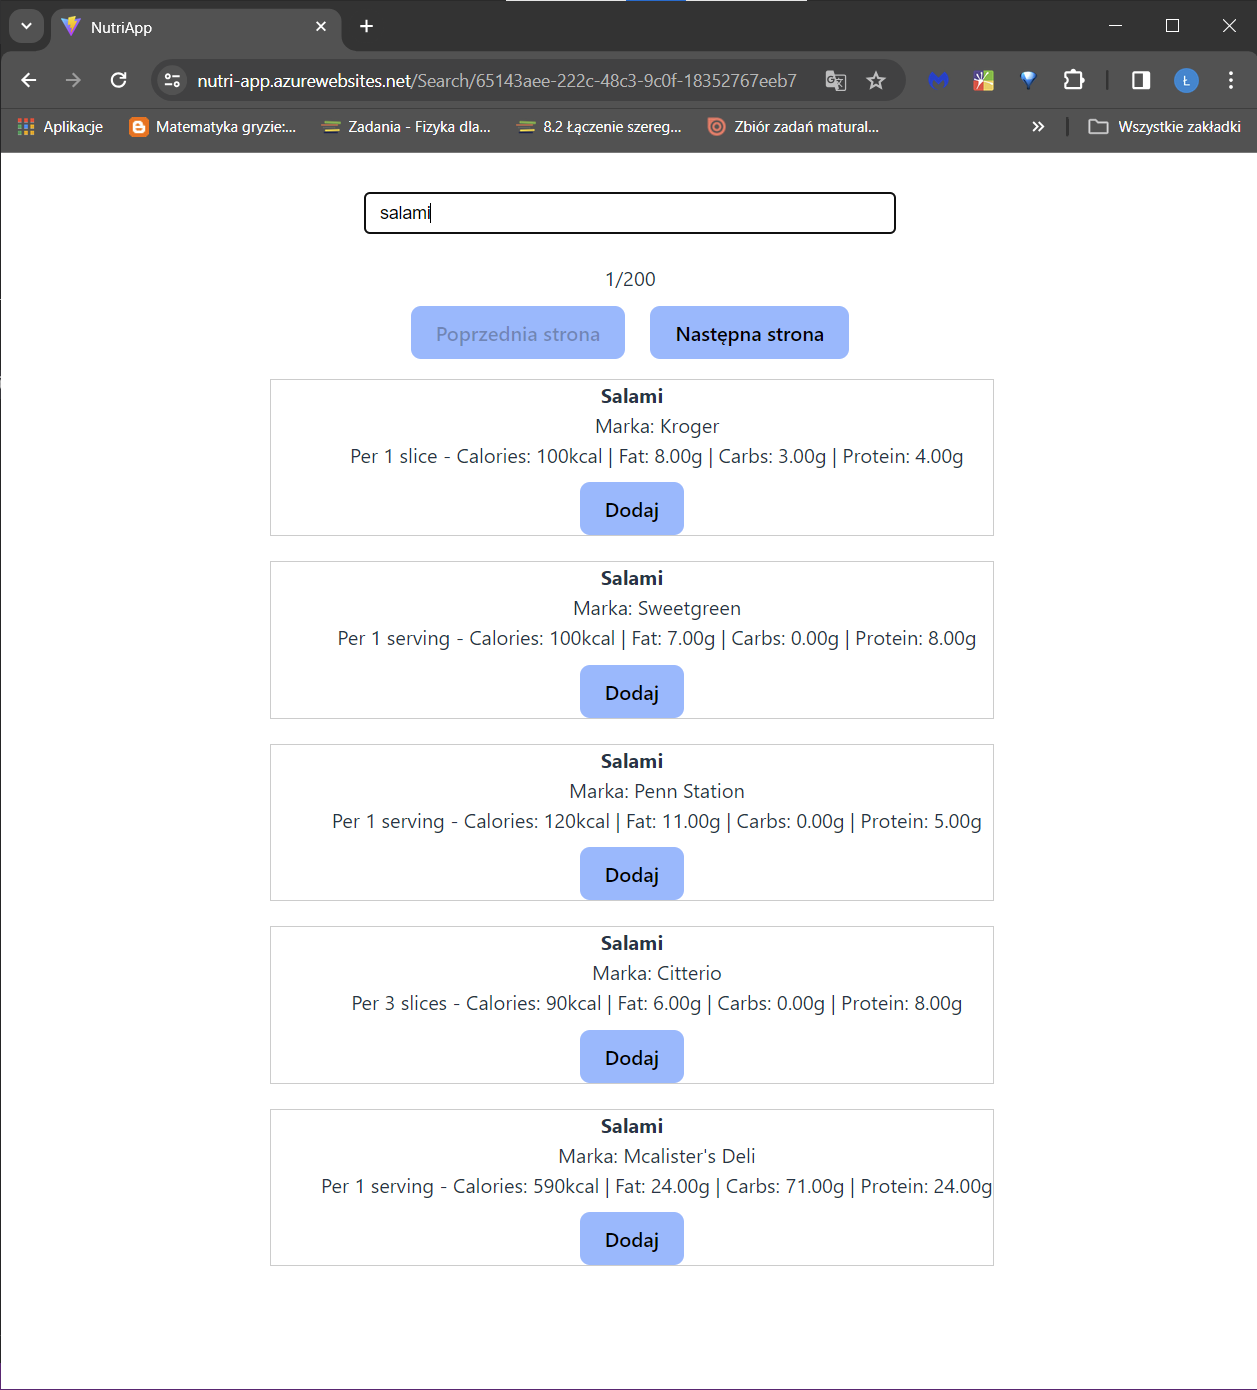 NutriApp
nutri-app.azurewebsites.net/Search/65143aee-222c-48c3-9c0f-18352767eeb7
Ł
Aplikacje
Matematyka gryzie:...
Zadania - Fizyka dla...
8.2 Łączenie szereg...
Zbiór zadań matural...
Wszystkie zakładki
salami
1/200
Poprzednia strona
Następna strona
Salami
Marka: Kroger
Per 1 slice - Calories: 100kcal | Fat: 8.00g | Carbs: 3.00g | Protein: 4.00g
Dodaj
Salami
Marka: Sweetgreen
Per 1 serving - Calories: 100kcal | Fat: 7.00g | Carbs: 0.00g | Protein: 8.00g
Dodaj
Salami
Marka: Penn Station
Per 1 serving - Calories: 120kcal | Fat: 11.00g | Carbs: 0.00g | Protein: 5.00g
Dodaj
Salami
Marka: Citterio
Per 3 slices - Calories: 90kcal | Fat: 6.00g | Carbs: 0.00g | Protein: 8.00g
Dodaj
Salami
Marka: Mcalister's Deli
Per 1 serving - Calories: 590kcal | Fat: 24.00g | Carbs: 71.00g | Protein: 24.00g
Dodaj